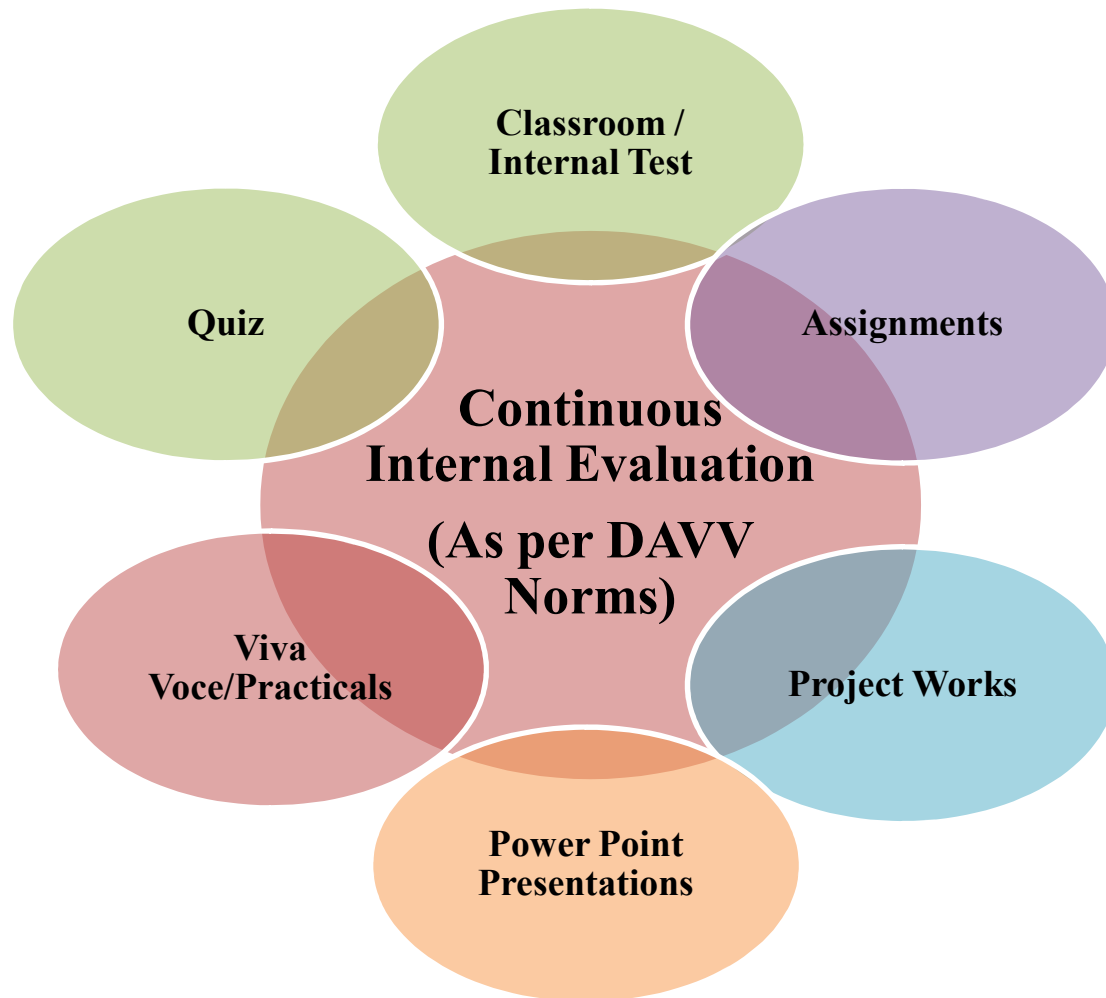 Classroom /
Internal Test
Quiz
Assignments
Continuous
Internal Evaluation
(As per DAVV
Norms)
Viva
Voce/Practicals
Project Works
Power Point
Presentations